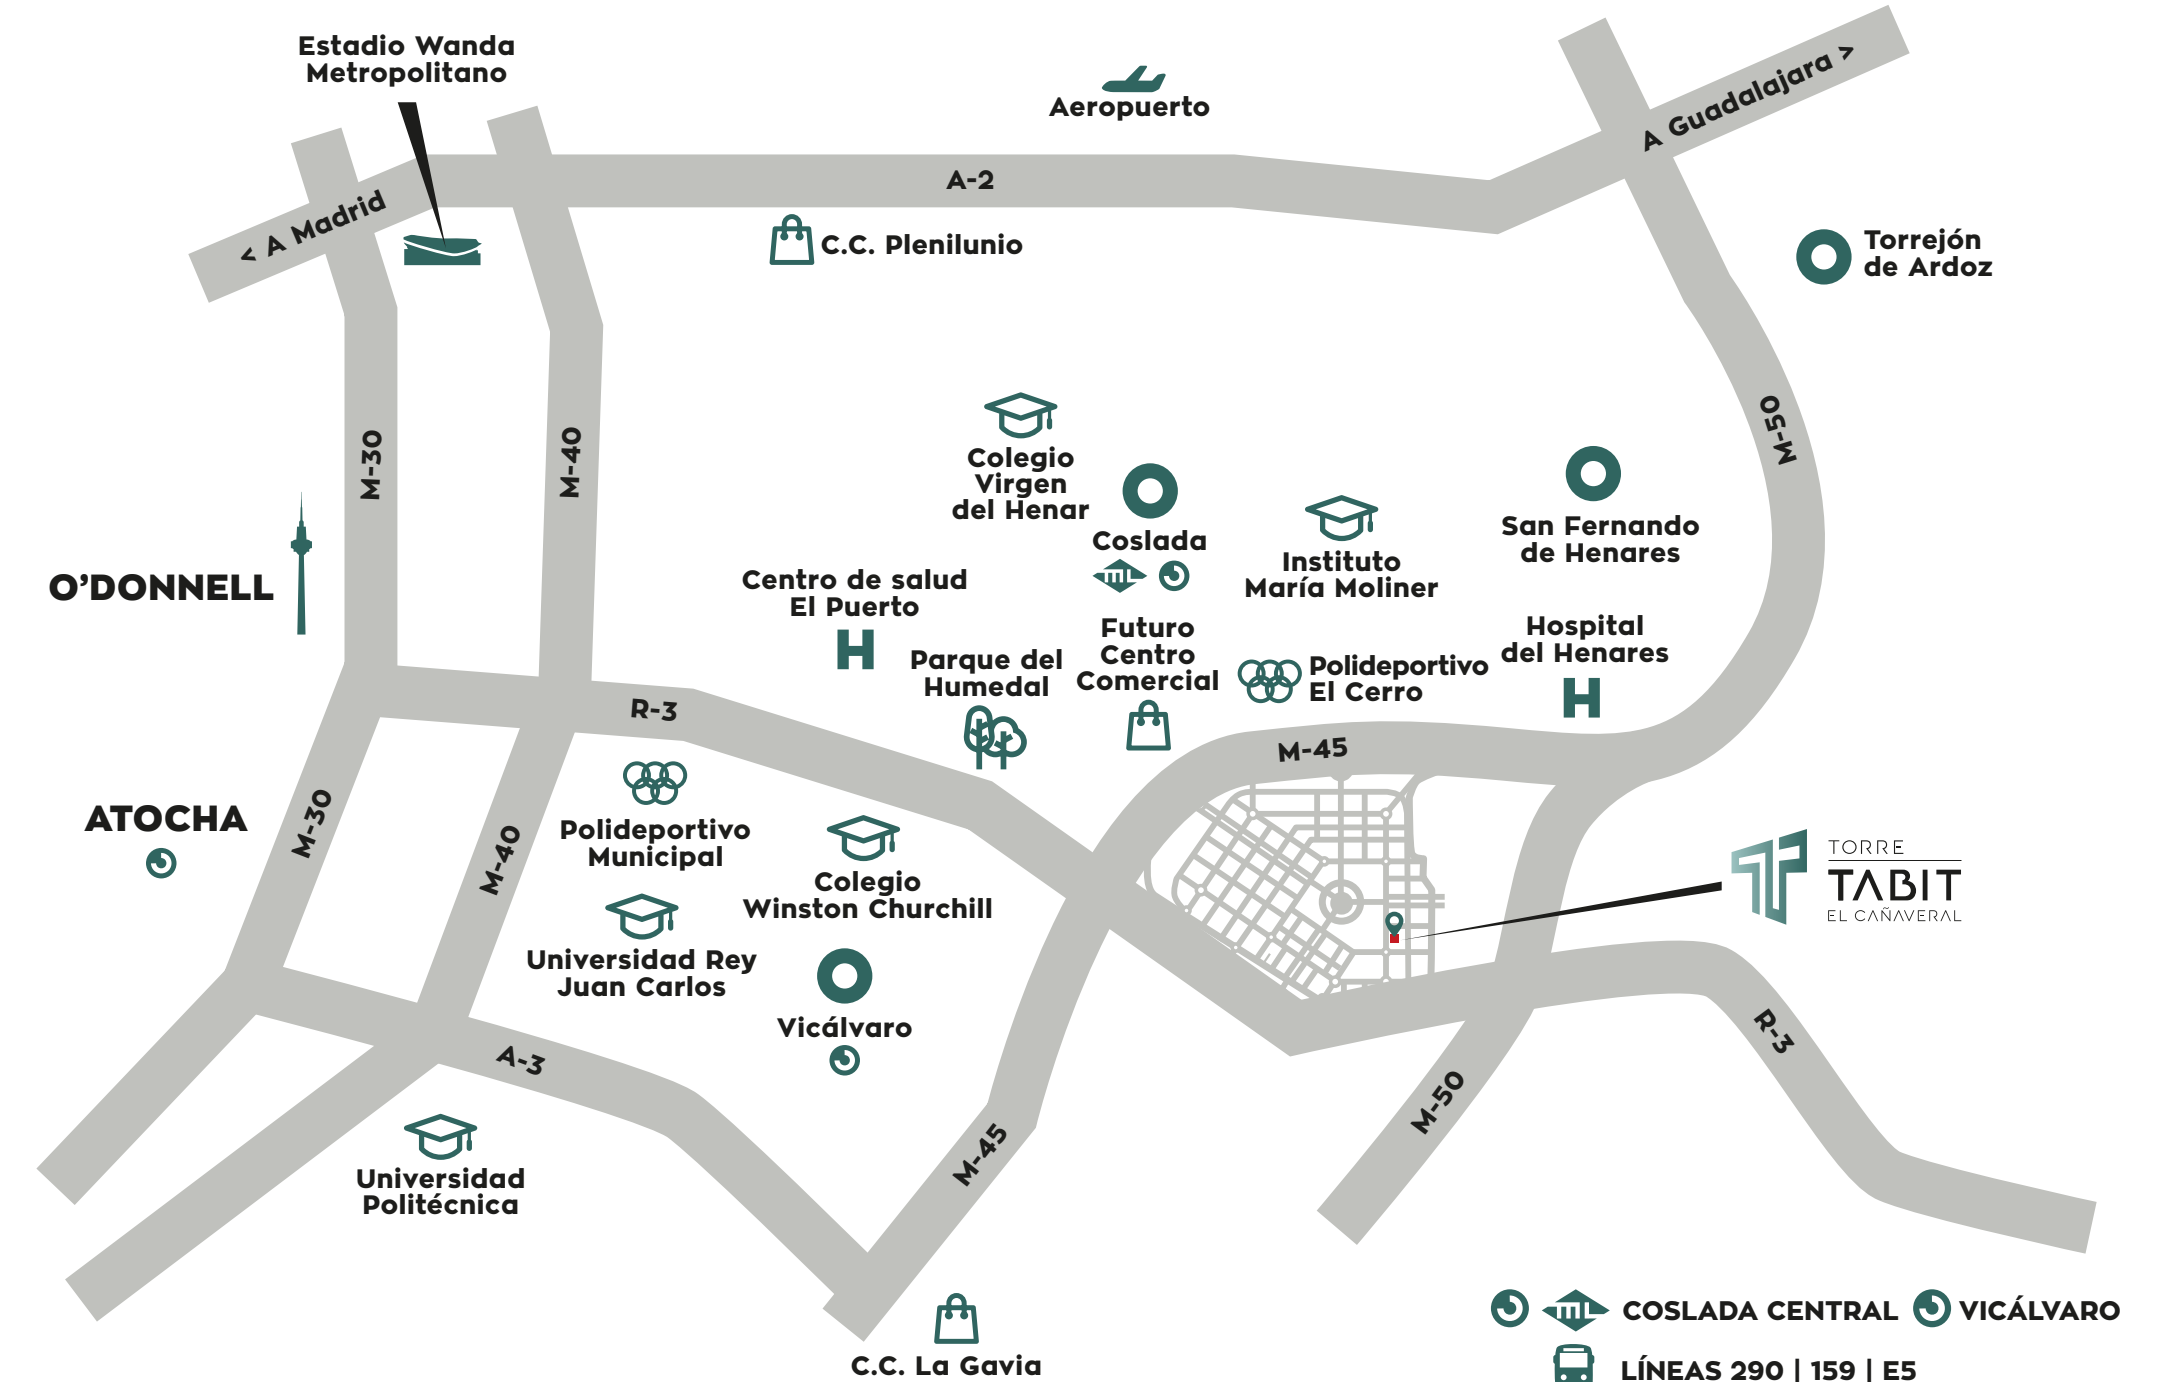 Estadio Wanda
Metropolitano
Aeropuerto
A Guadalajara >
A-2
< A Madrid
C.C. Plenilunio
Torrejón
de Ardoz
M-30
M-40
M-50
Colegio
Virgen
del Henar
Coslada
ML
Instituto
María Moliner
San Fernando
de Henares
O'DONNELL
Centro de salud
El Puerto
H
Parque del
Humedal
Futuro
Centro
Comercial
Polideportivo
El Cerro
Hospital
del Henares
H
R-3
M-45
ATOCHA
M-30
M-40
Polideportivo
Municipal
Colegio
Winston Churchill
TORRE
TABIT
EL CAÑAVERAL
Universidad Rey
Juan Carlos
Vicálvaro
A-3
R-3
M-50
M-45
Universidad
Politécnica
C.C. La Gavia
ML COSLADA CENTRAL VICÁLVARO
LÍNEAS 290 | 159 | E5